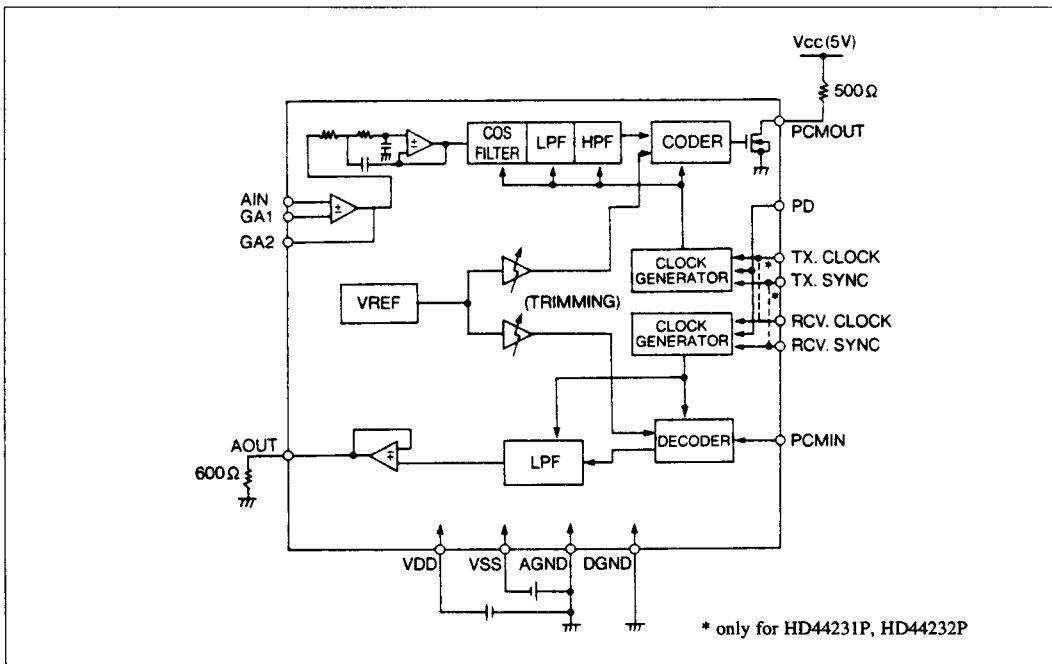 Vcc(5V)
500Ω
PCMOUT
COS
FILTER
LPF
HPF
CODER
±
AIN
GA1
±
GA2
PD
TX. CLOCK
*
TX. SYNC
*
CLOCK
GENERATOR
VREF
(TRIMMING)
CLOCK
GENERATOR
RCV. CLOCK
RCV. SYNC
AOUT
600Ω
±
LPF
DECODER
PCMIN
VDD
VSS
AGND
DGND
* only for HD44231P, HD44232P